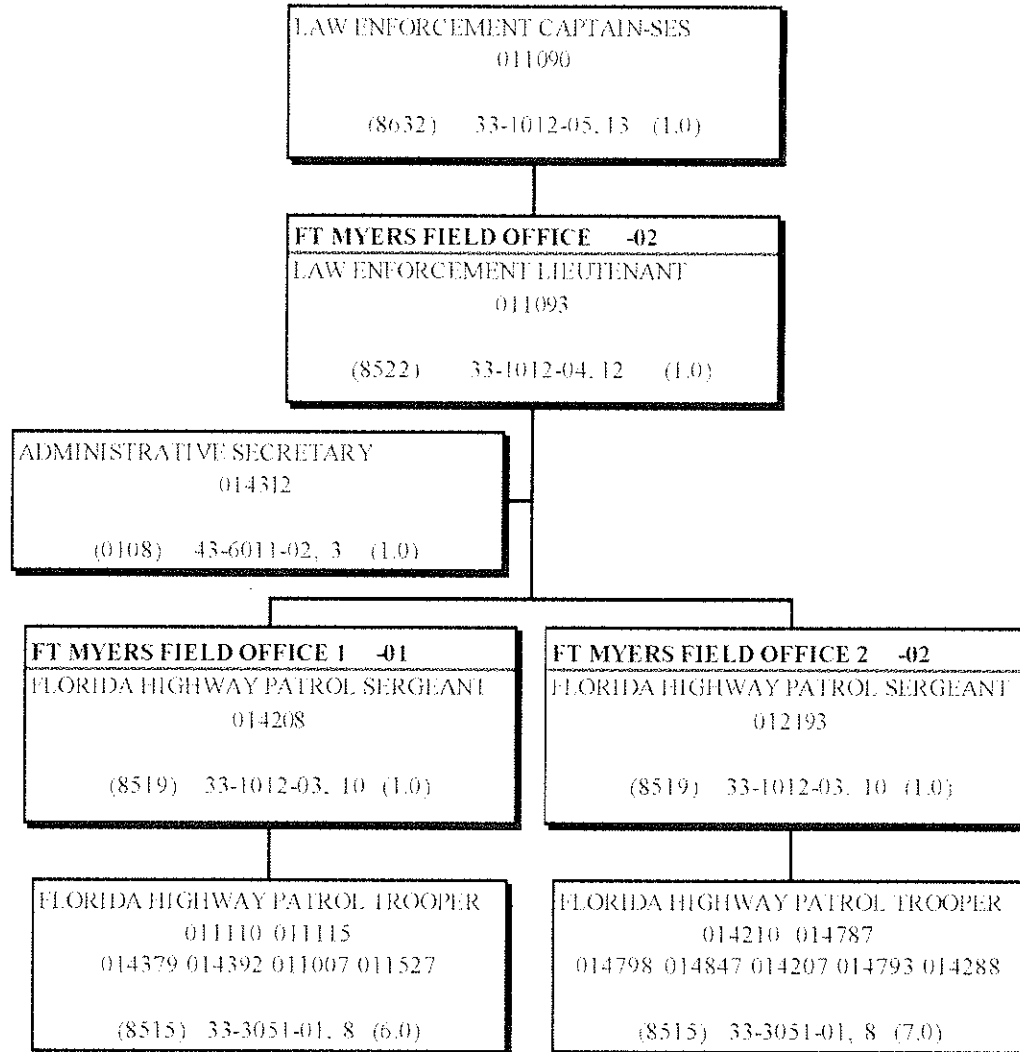 LAW ENFORCEMENT CAPTAIN-SES
011090
(8632) 33-1012-05, 13 (1.0)
FT MYERS FIELD OFFICE -02
LAW ENFORCEMENT LIEUTENANT
011093
(8522) 33-1012-04, 12 (1.0)
ADMINISTRATIVE SECRETARY
014312
(0108) 43-6011-02, 3 (1.0)
FT MYERS FIELD OFFICE 1 -01
FLORIDA HIGHWAY PATROL SERGEANT
014208
(8519) 33-1012-03, 10 (1.0)
FT MYERS FIELD OFFICE 2 -02
FLORIDA HIGHWAY PATROL SERGEANT
012193
(8519) 33-1012-03, 10 (1.0)
FLORIDA HIGHWAY PATROL TROOPER
011110 011115
014379 014392 011007 011527
(8515) 33-3051-01, 8 (6.0)
FLORIDA HIGHWAY PATROL TROOPER
014210 014787
014798 014847 014207 014793 014288
(8515) 33-3051-01, 8 (7.0)